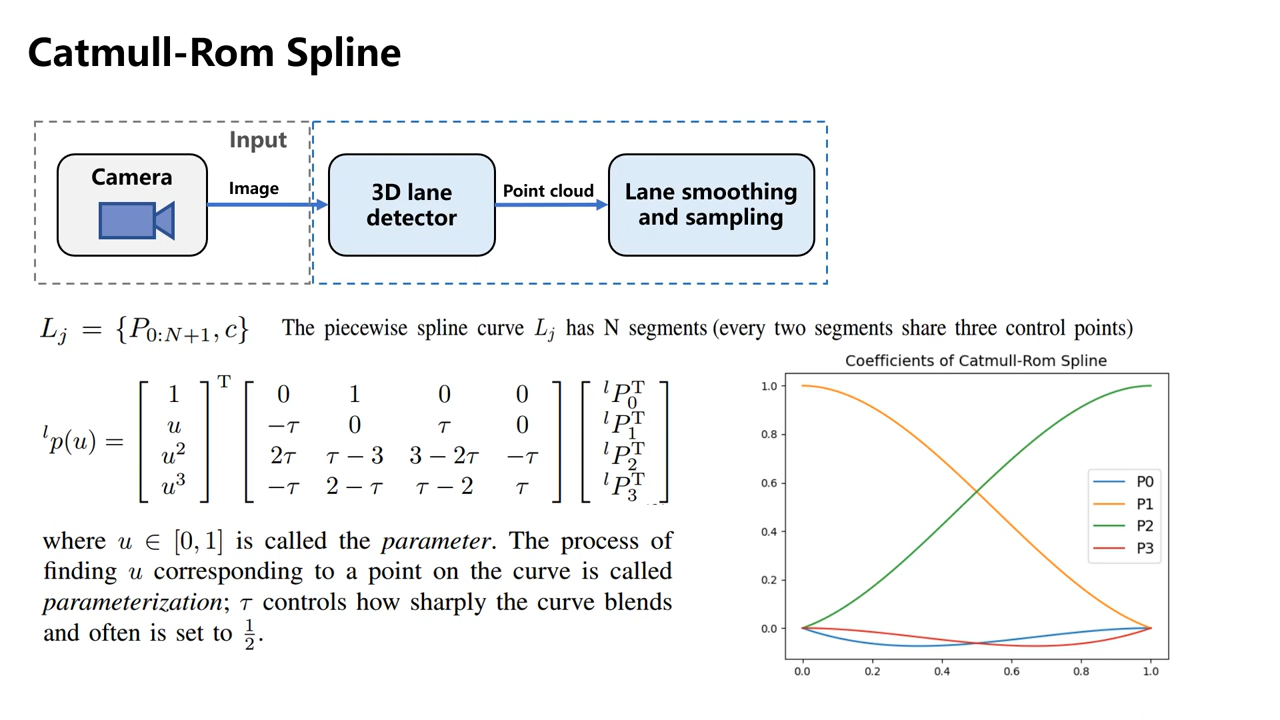 Catmull-Rom Spline
Input
Camera
Image
3D lane
detector
Point cloud
Lane smoothing
and sampling
L_j = {P_{0:N+1}, c} The piecewise spline curve L_j has N segments (every two segments share three control points)
^l p(u) = [1 u u^2 u^3]^T
0 1 0 0
−τ 0 τ 0
2τ τ − 3 3 − 2τ −τ
−τ 2 − τ τ − 2 τ
^l P_0^T
^l P_1^T
^l P_2^T
^l P_3^T
where u ∈ [0, 1] is called the parameter. The process of
finding u corresponding to a point on the curve is called
parameterization; τ controls how sharply the curve blends
and often is set to 1/2.
Coefficients of Catmull-Rom Spline
1.0
0.8
0.6
0.4
0.2
0.0
0.0 0.2 0.4 0.6 0.8 1.0
P0
P1
P2
P3